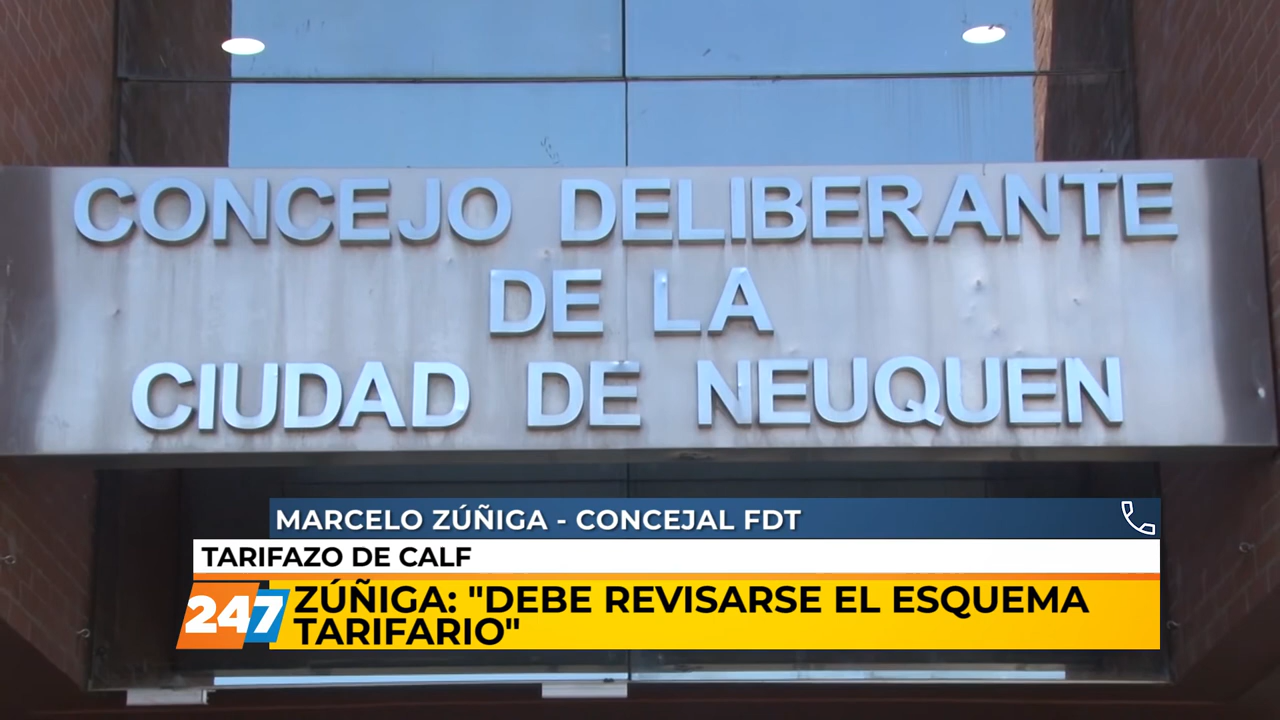 CONCEJO DELIBERANTE
DE LA
CIUDAD DE NEUQUEN
MARCELO ZÚÑIGA - CONCEJAL FDT
TARIFAZO DE CALF
247
ZÚÑIGA: "DEBE REVISARSE EL ESQUEMA
TARIFARIO"